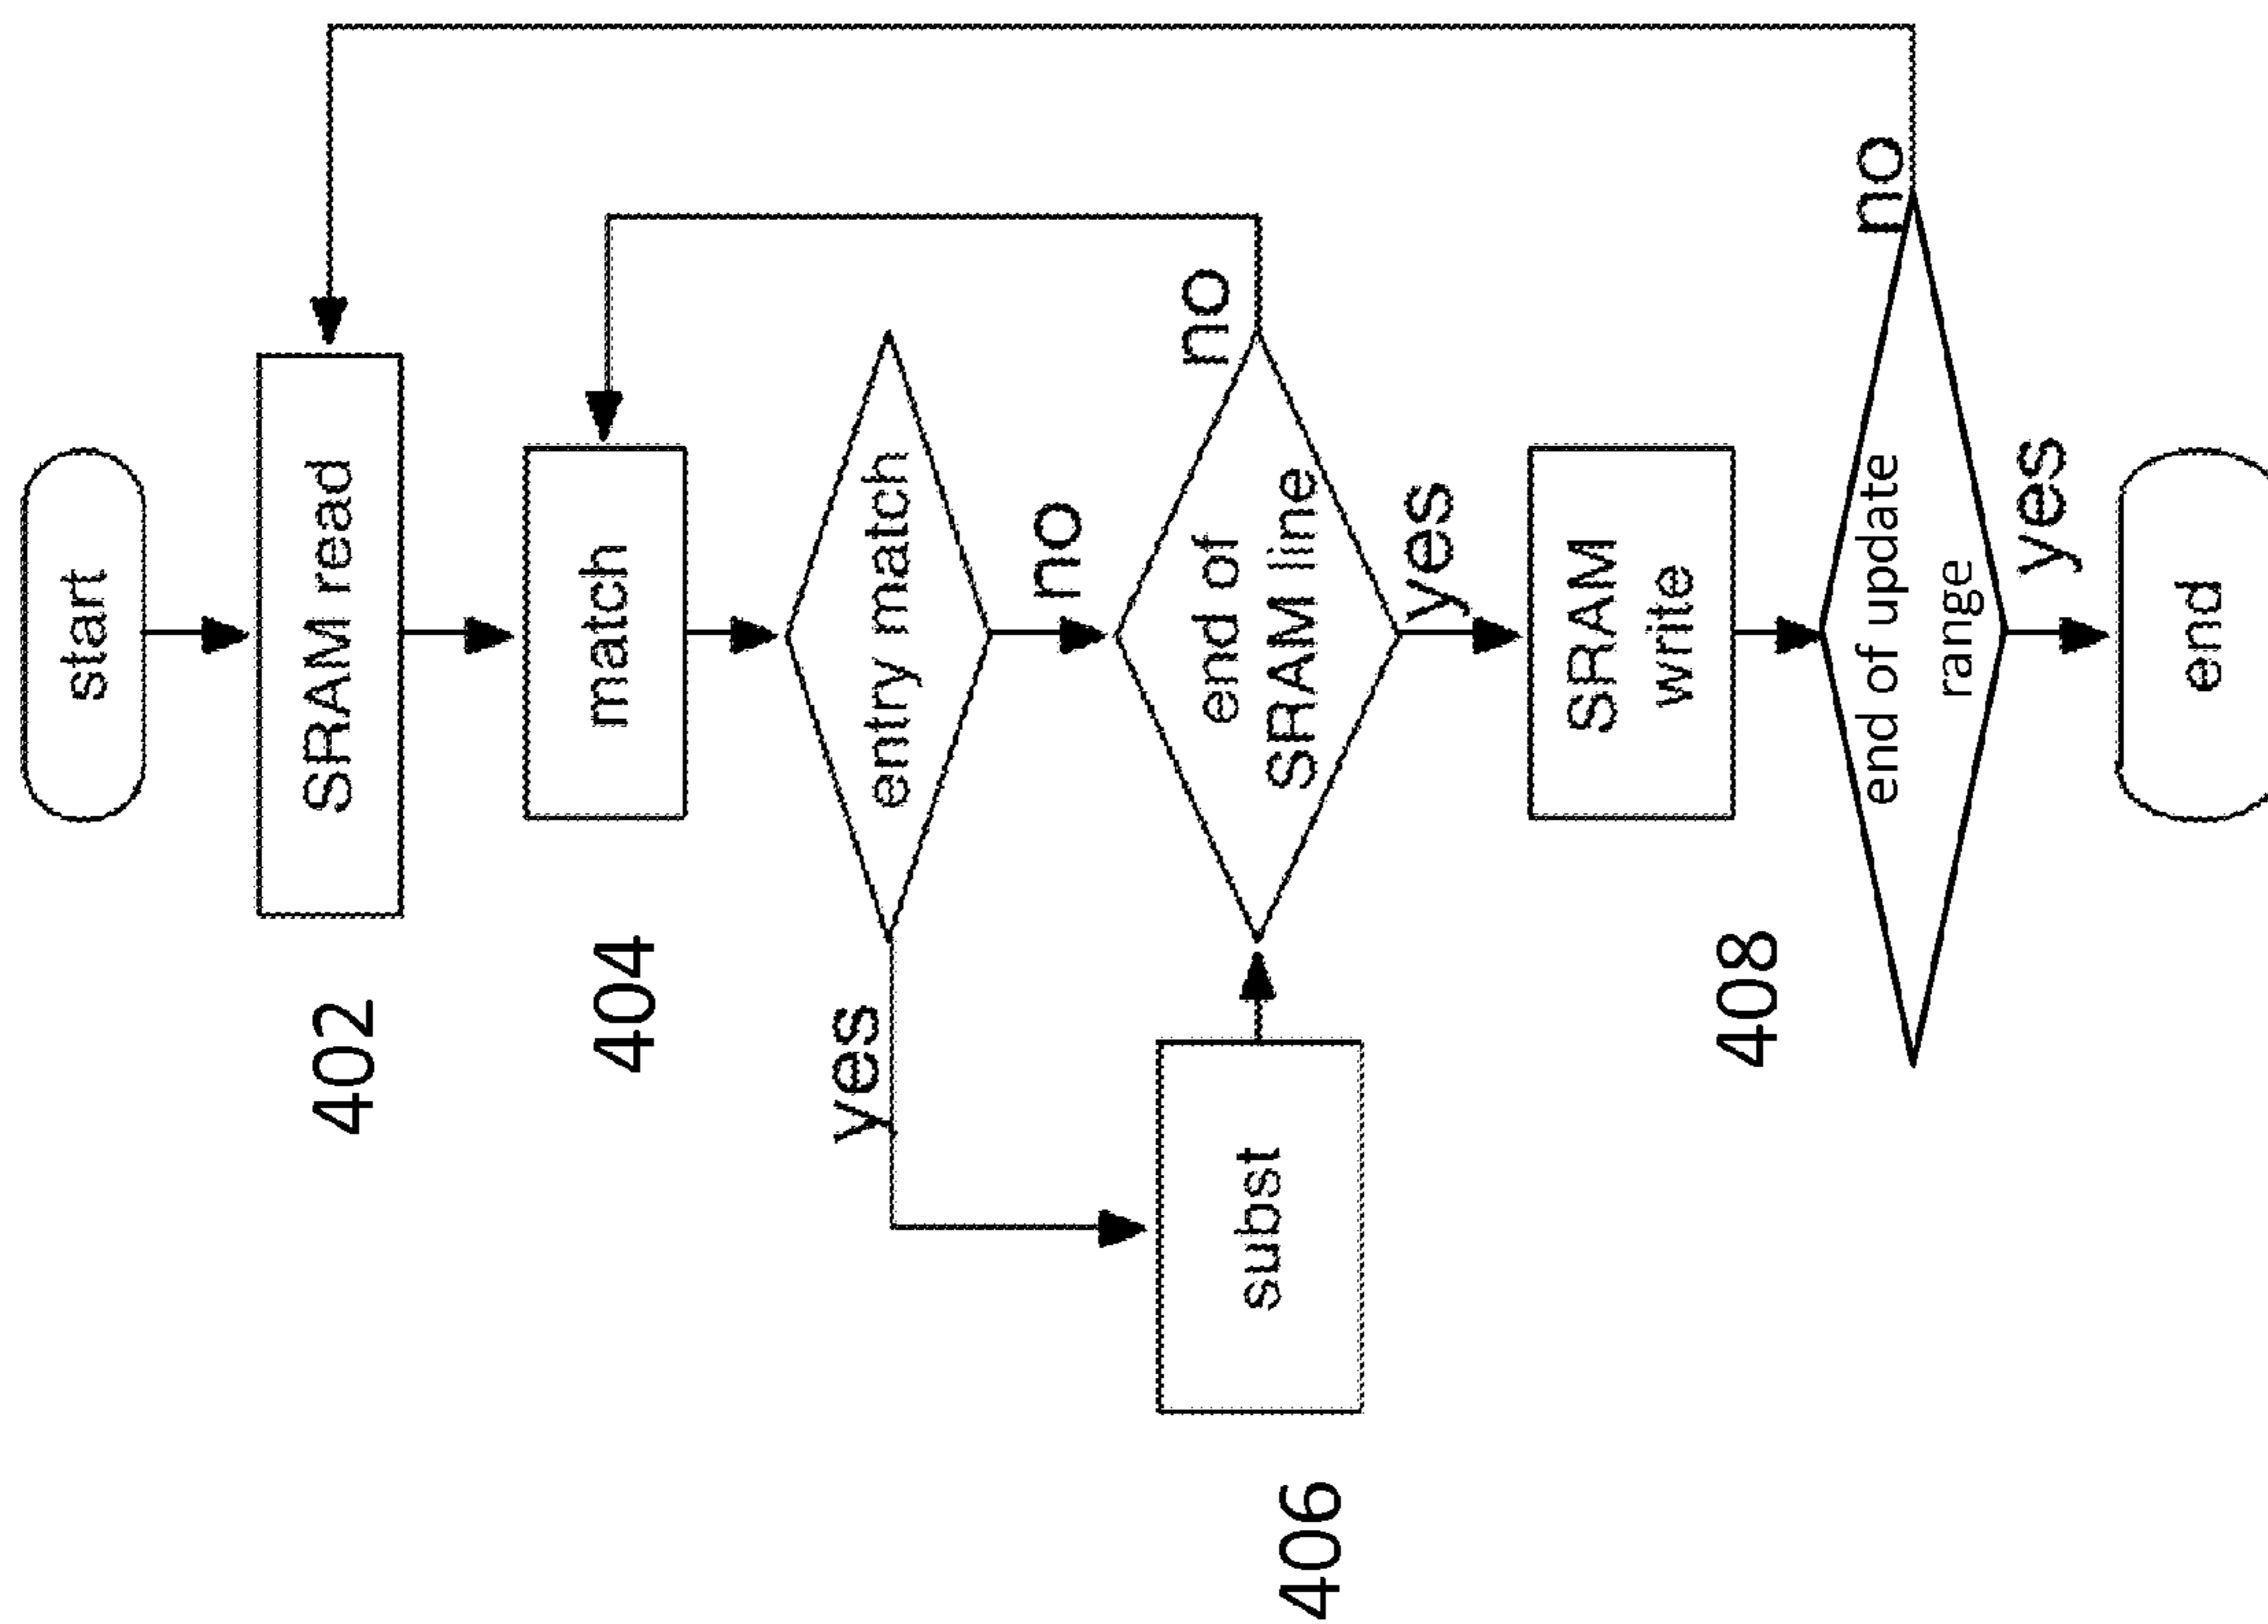 start
SRAM read
402
match
404
entry match
yes
no
subst
406
end of
SRAM line
no
yes
SRAM
write
408
end of update
range
no
yes
end